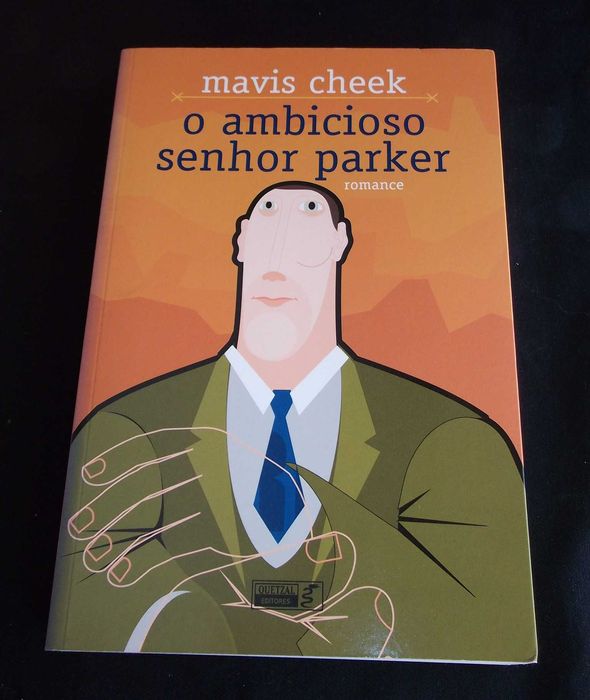 mavis cheek
o ambicioso
senhor parker
romance
QUETZAL
EDITORES